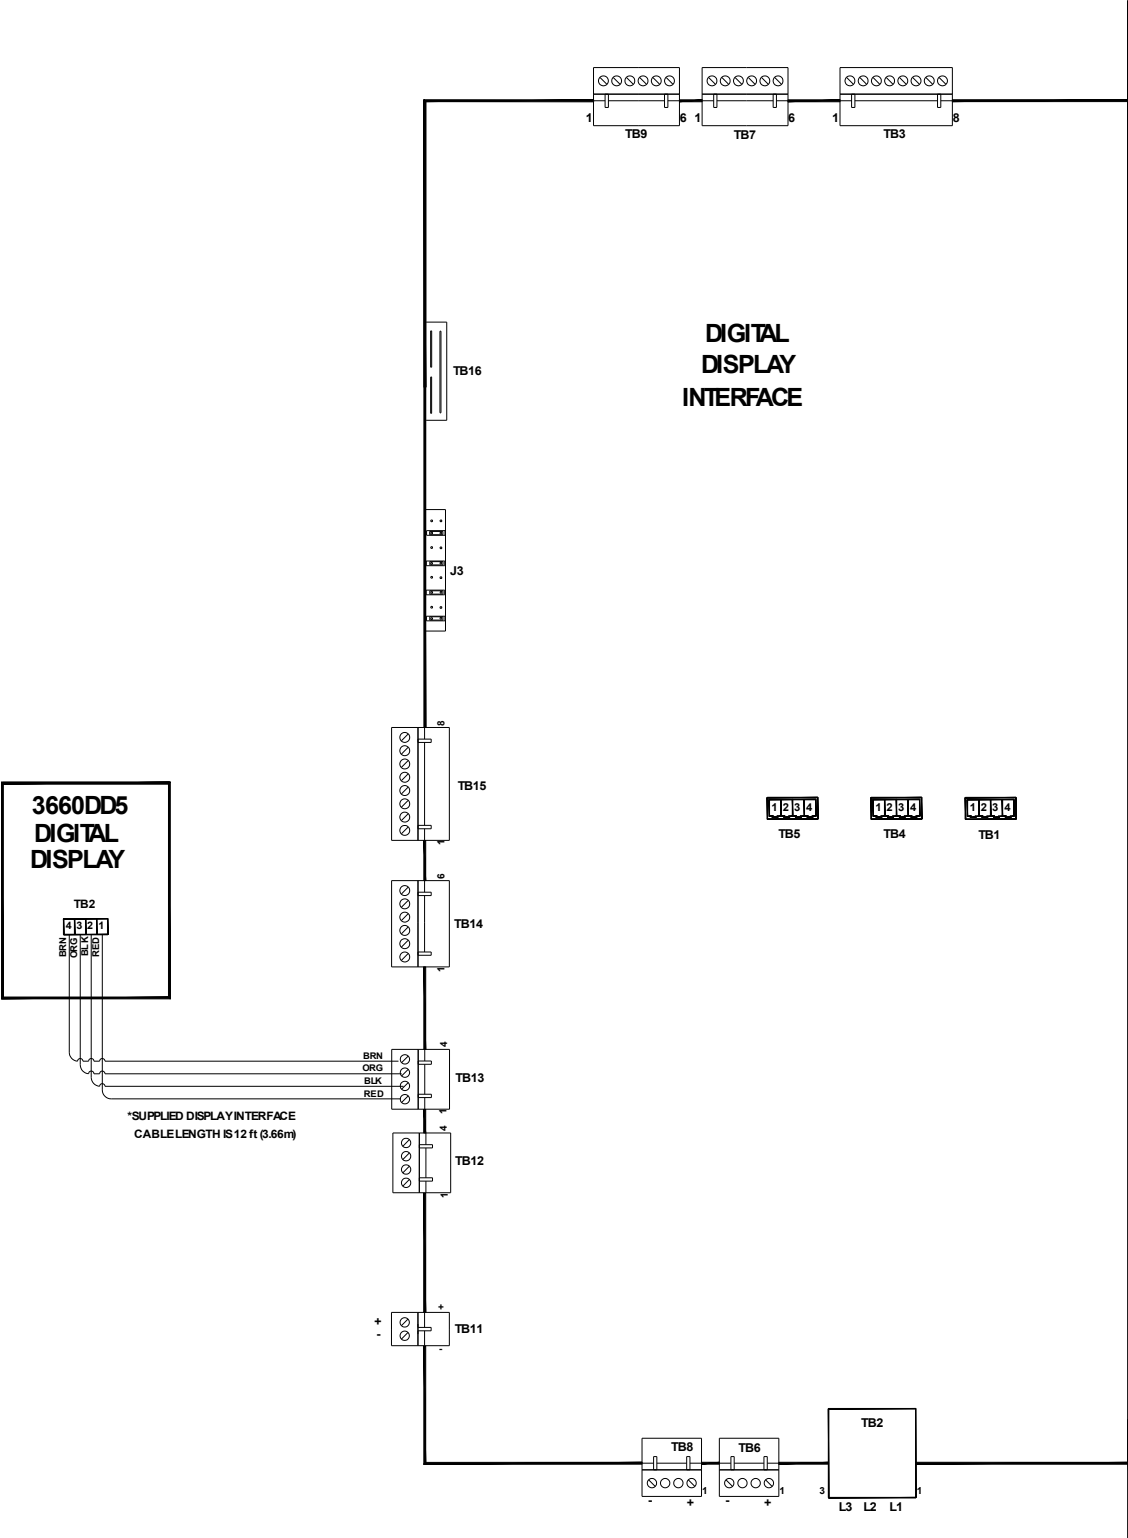 1
6
1
6
1
8
TB9
TB7
TB3
DIGITAL
DISPLAY
INTERFACE
TB16
J3
8
TB15
1
3660DD5
DIGITAL
DISPLAY
1 2 3 4
1 2 3 4
1 2 3 4
TB5
TB4
TB1
TB2
4 3 2 1
BRN
ORG
BLK
RED
6
TB14
1
4
BRN
ORG
BLK
RED
TB13
1
*SUPPLIED DISPLAY INTERFACE
CABLE LENGTH IS 12 ft (3.66m)
4
TB12
1
+
-
+
TB11
-
TB8
TB6
TB2
1
1
3
1
- +
- +
L3 L2 L1